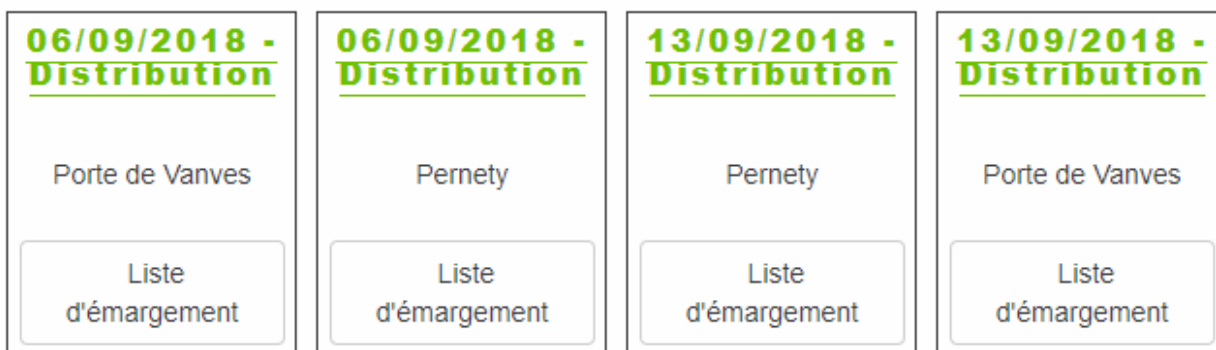 06/09/2018 -
Distribution
Porte de Vanves
Liste
d'émargement
06/09/2018 -
Distribution
Pernety
Liste
d'émargement
13/09/2018 -
Distribution
Pernety
Liste
d'émargement
13/09/2018 -
Distribution
Porte de Vanves
Liste
d'émargement